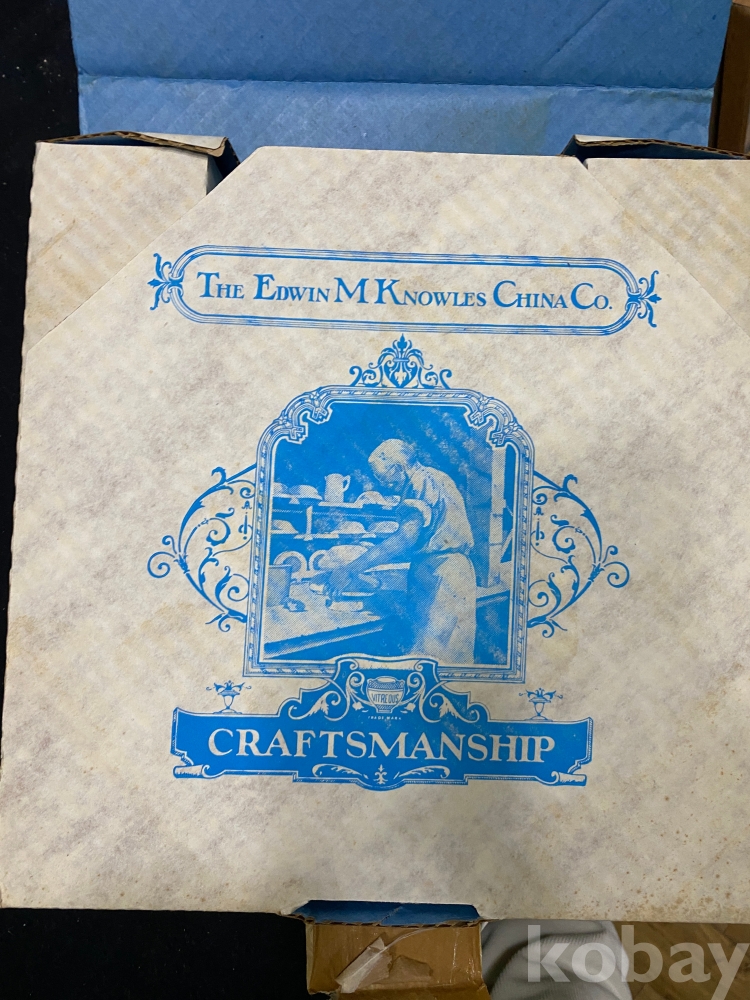 The Edwin M Knowles China Co.
VITREOUS
TRADE MARK
CRAFTSMANSHIP
kobay